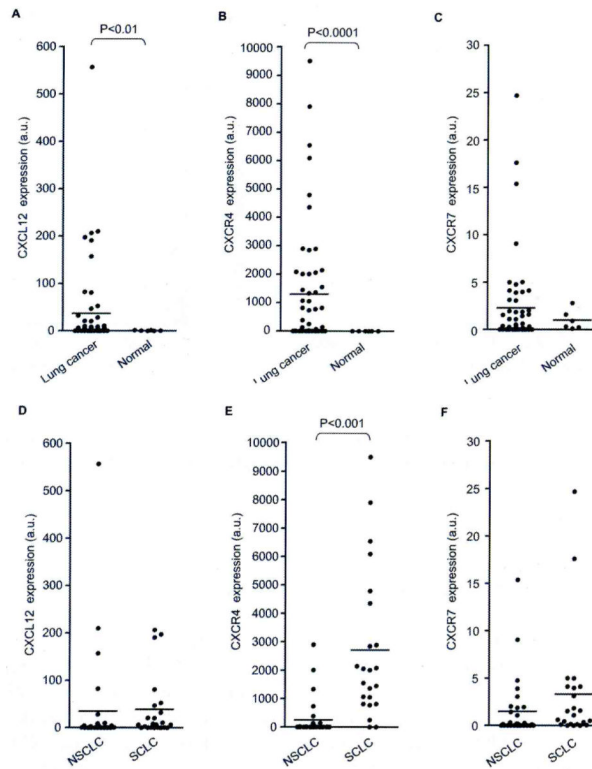 A
P<0.01
600
500
400
300
200
100
0
CXCL12 expression (a.u.)
Lung cancer
Normal
B
P<0.0001
10000
9000
8000
7000
6000
5000
4000
3000
2000
1000
0
CXCR4 expression (a.u.)
Lung cancer
Normal
C
30
25
20
15
10
5
0
CXCR7 expression (a.u.)
Lung cancer
Normal
D
600
500
400
300
200
100
0
CXCL12 expression (a.u.)
NSCLC
SCLC
E
P<0.001
10000
9000
8000
7000
6000
5000
4000
3000
2000
1000
0
CXCR4 expression (a.u.)
NSCLC
SCLC
F
30
25
20
15
10
5
0
CXCR7 expression (a.u.)
NSCLC
SCLC